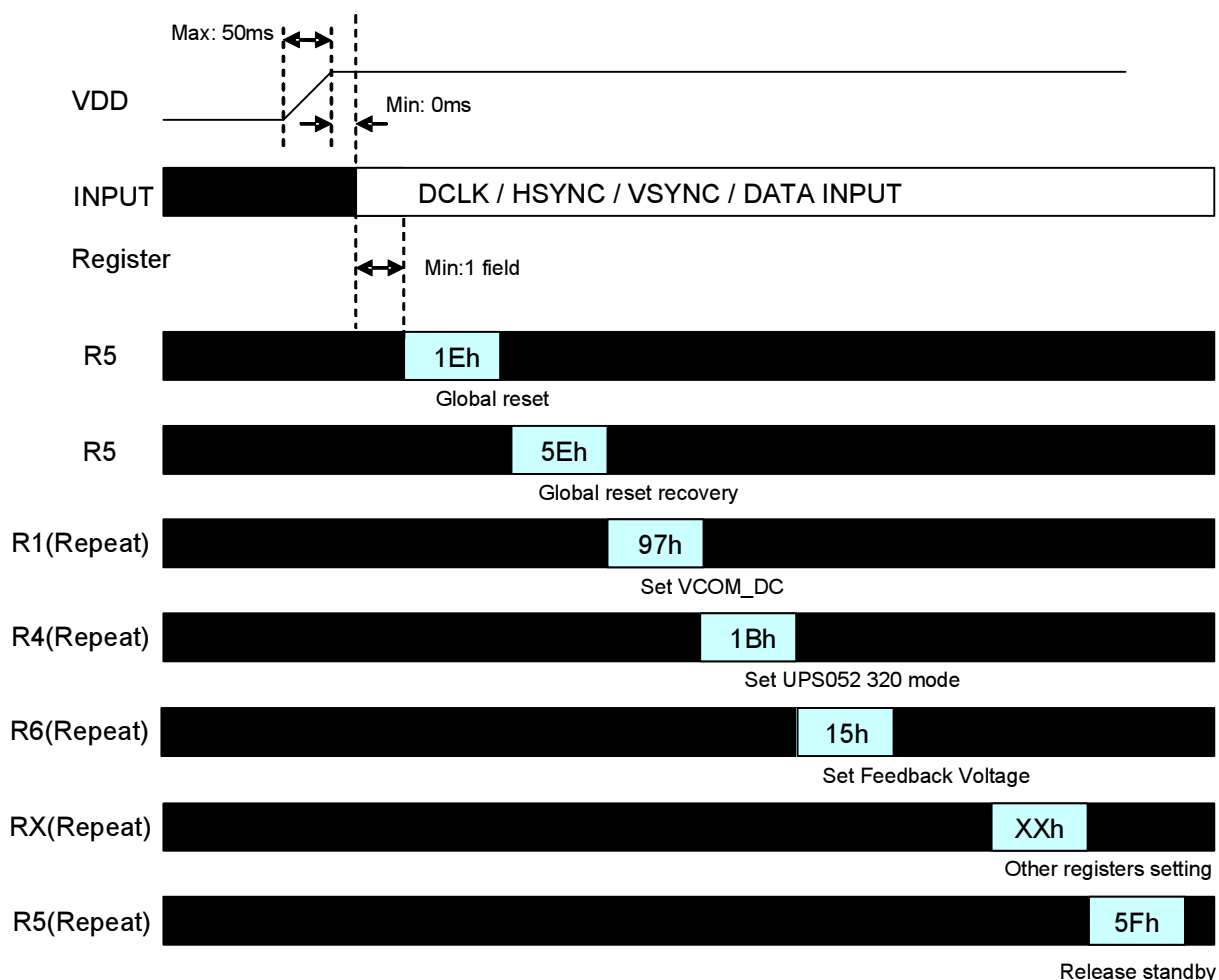 Max: 50ms
VDD
Min: 0ms
INPUT
DCLK / HSYNC / VSYNC / DATA INPUT
Register
Min:1 field
R5
1Eh
Global reset
R5
5Eh
Global reset recovery
R1(Repeat)
97h
Set VCOM_DC
R4(Repeat)
1Bh
Set UPS052 320 mode
R6(Repeat)
15h
Set Feedback Voltage
RX(Repeat)
XXh
Other registers setting
R5(Repeat)
5Fh
Release standby